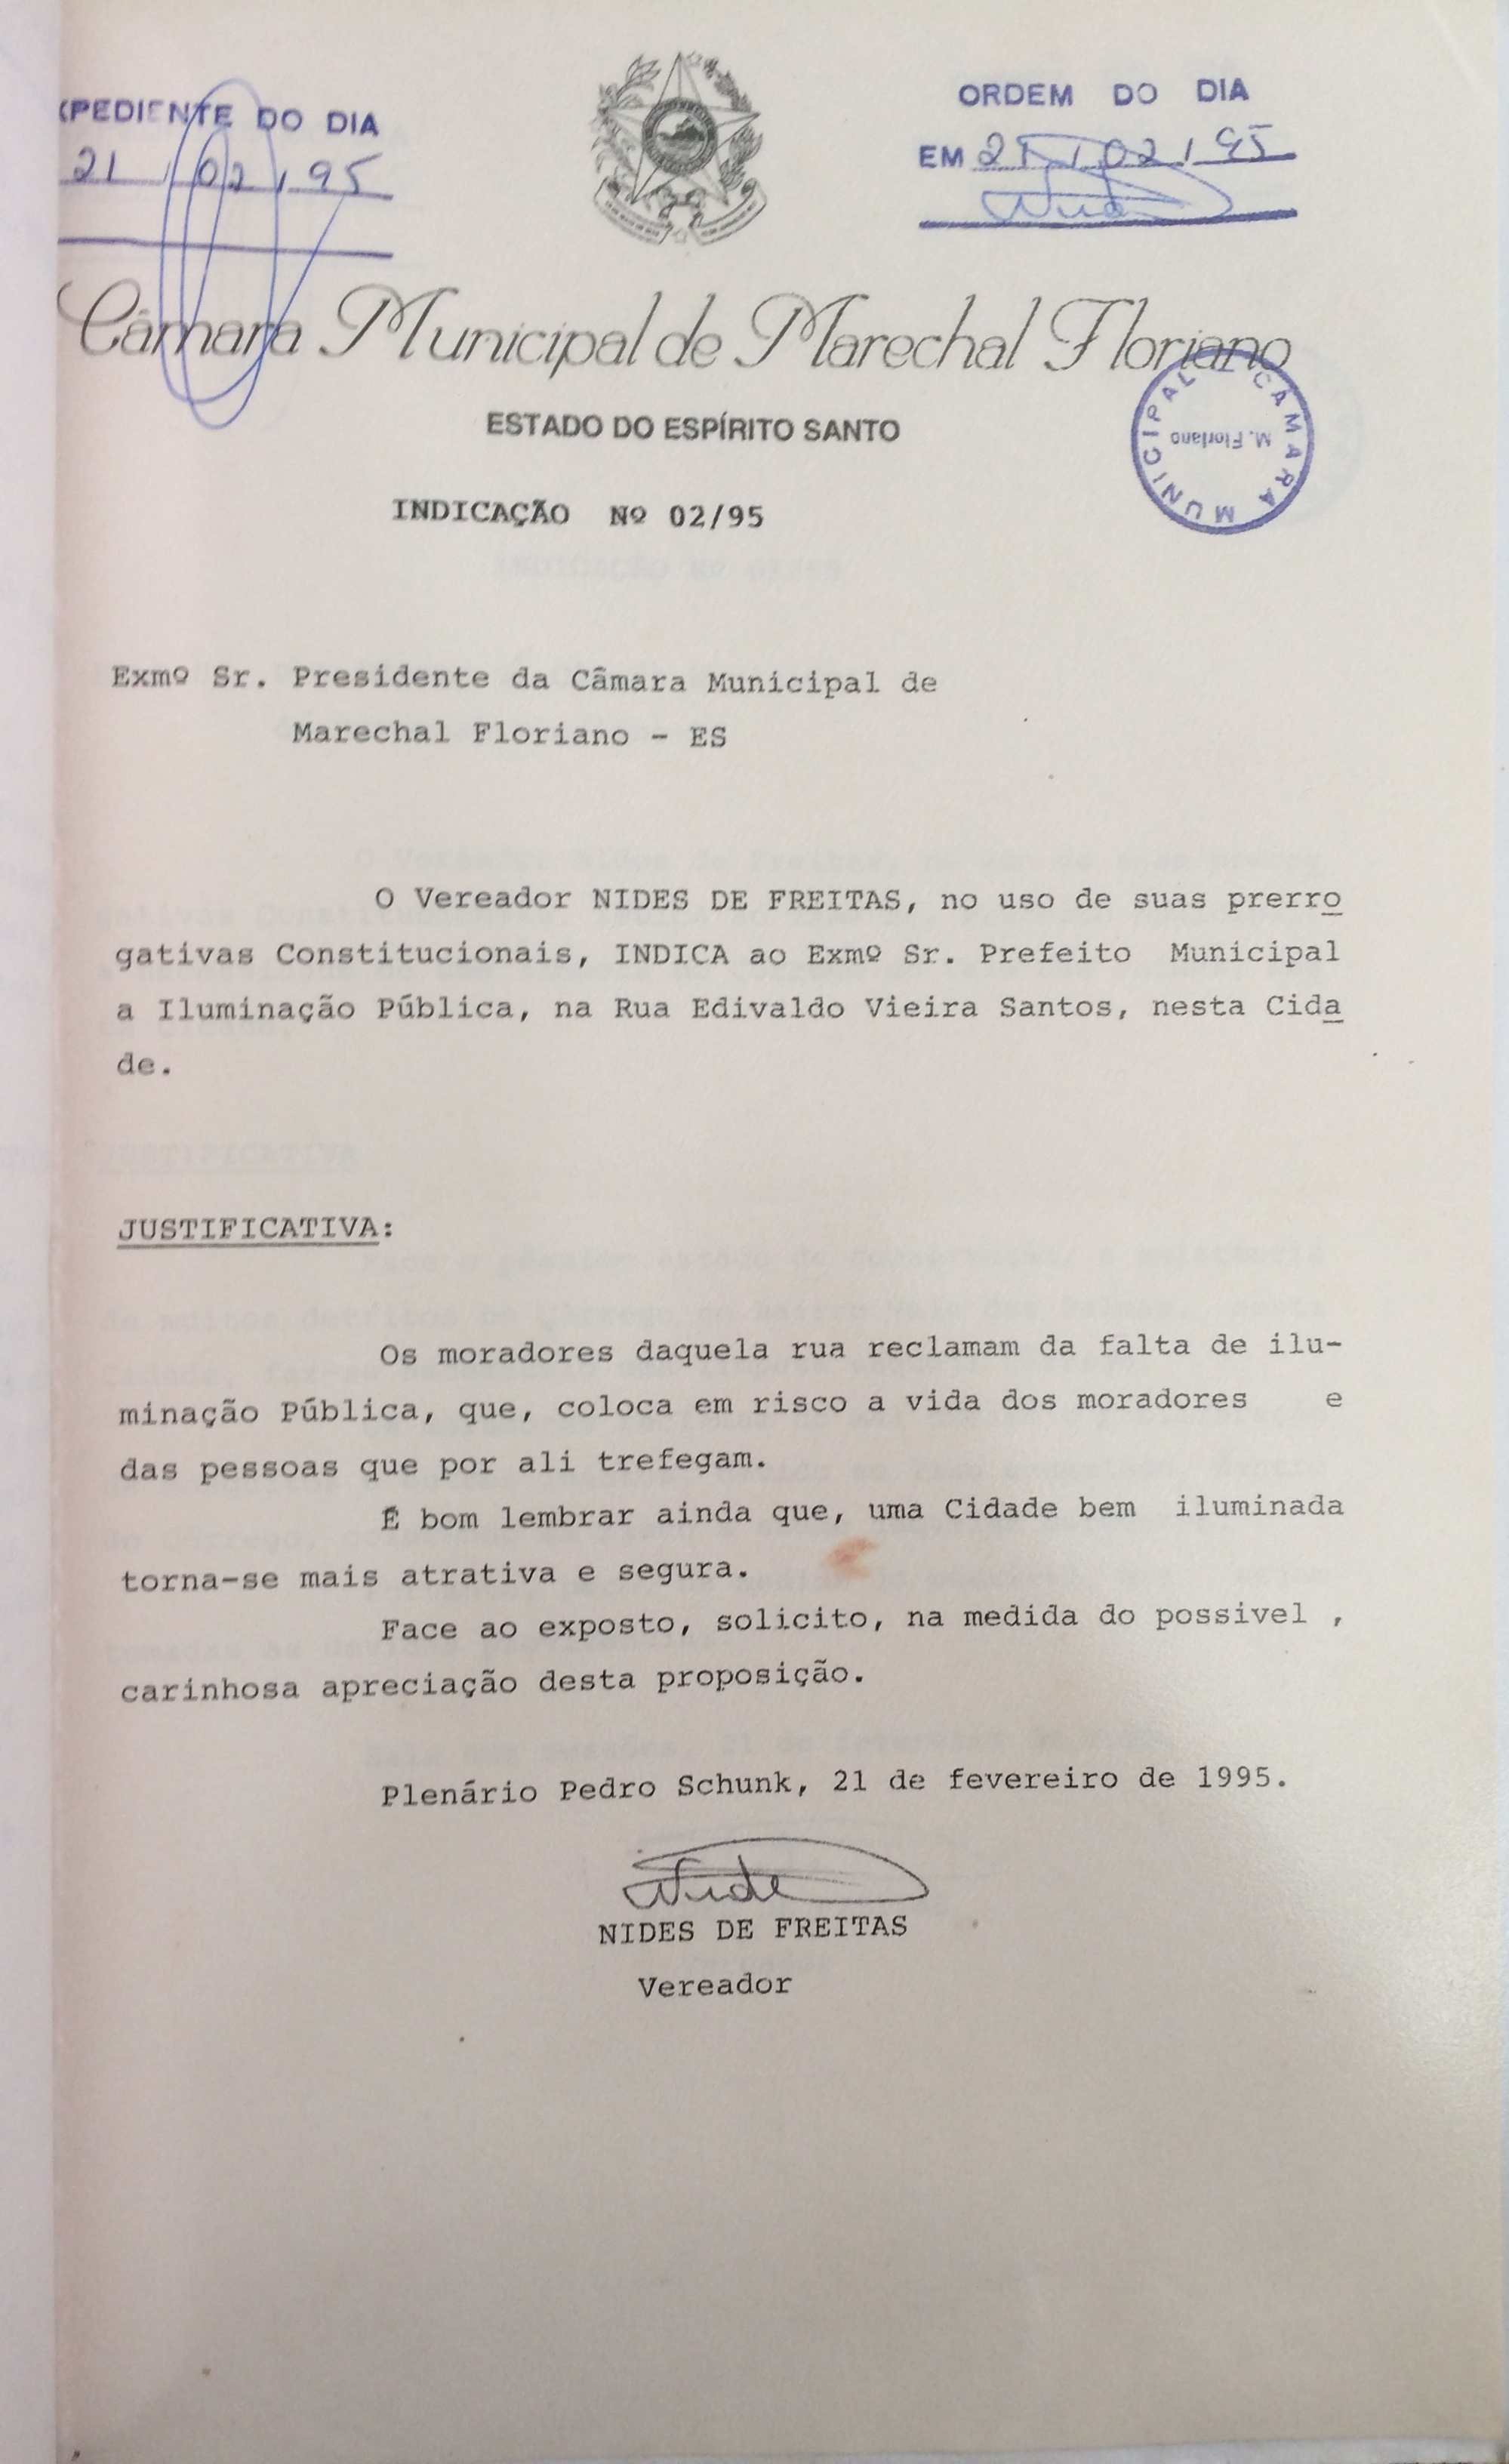 XPEDIENTE DO DIA
21 / 02 / 95
ORDEM DO DIA
EM 21 / 02 / 95
Câmara Municipal de Marechal Floriano
ESTADO DO ESPÍRITO SANTO
CÂMARA MUNICIPAL
M. Floriano
INDICAÇÃO Nº 02/95
Exmº Sr. Presidente da Câmara Municipal de
Marechal Floriano - ES
O Vereador NIDES DE FREITAS, no uso de suas prerro
gativas Constitucionais, INDICA ao Exmº Sr. Prefeito Municipal
a Iluminação Pública, na Rua Edivaldo Vieira Santos, nesta Cida
de.
JUSTIFICATIVA:
Os moradores daquela rua reclamam da falta de ilu-
minação Pública, que, coloca em risco a vida dos moradores e
das pessoas que por ali trefegam.
É bom lembrar ainda que, uma Cidade bem iluminada
torna-se mais atrativa e segura.
Face ao exposto, solicito, na medida do possivel ,
carinhosa apreciação desta proposição.
Plenário Pedro Schunk, 21 de fevereiro de 1995.
NIDES DE FREITAS
Vereador